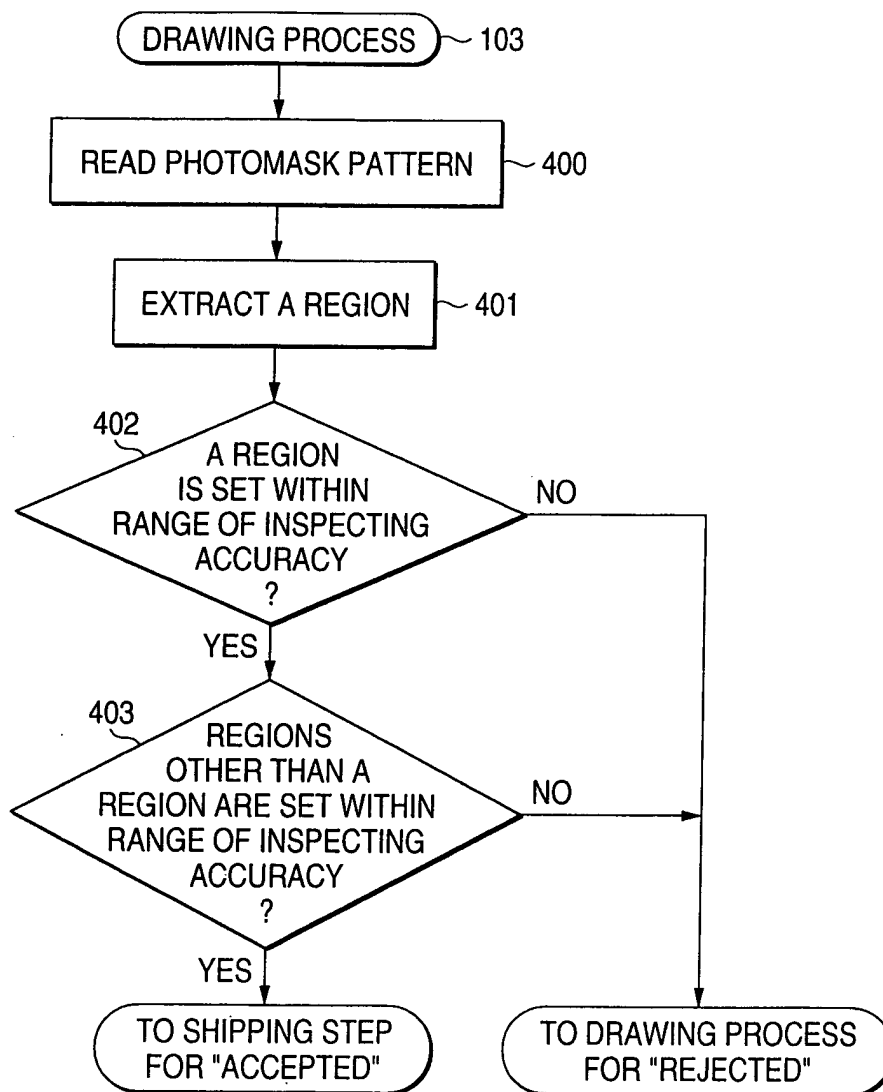 DRAWING PROCESS
103
READ PHOTOMASK PATTERN
400
EXTRACT A REGION
401
402
A REGION
IS SET WITHIN
RANGE OF INSPECTING
ACCURACY
?
NO
YES
403
REGIONS
OTHER THAN A
REGION ARE SET WITHIN
RANGE OF INSPECTING
ACCURACY
?
NO
YES
TO SHIPPING STEP
FOR "ACCEPTED"
TO DRAWING PROCESS
FOR "REJECTED"